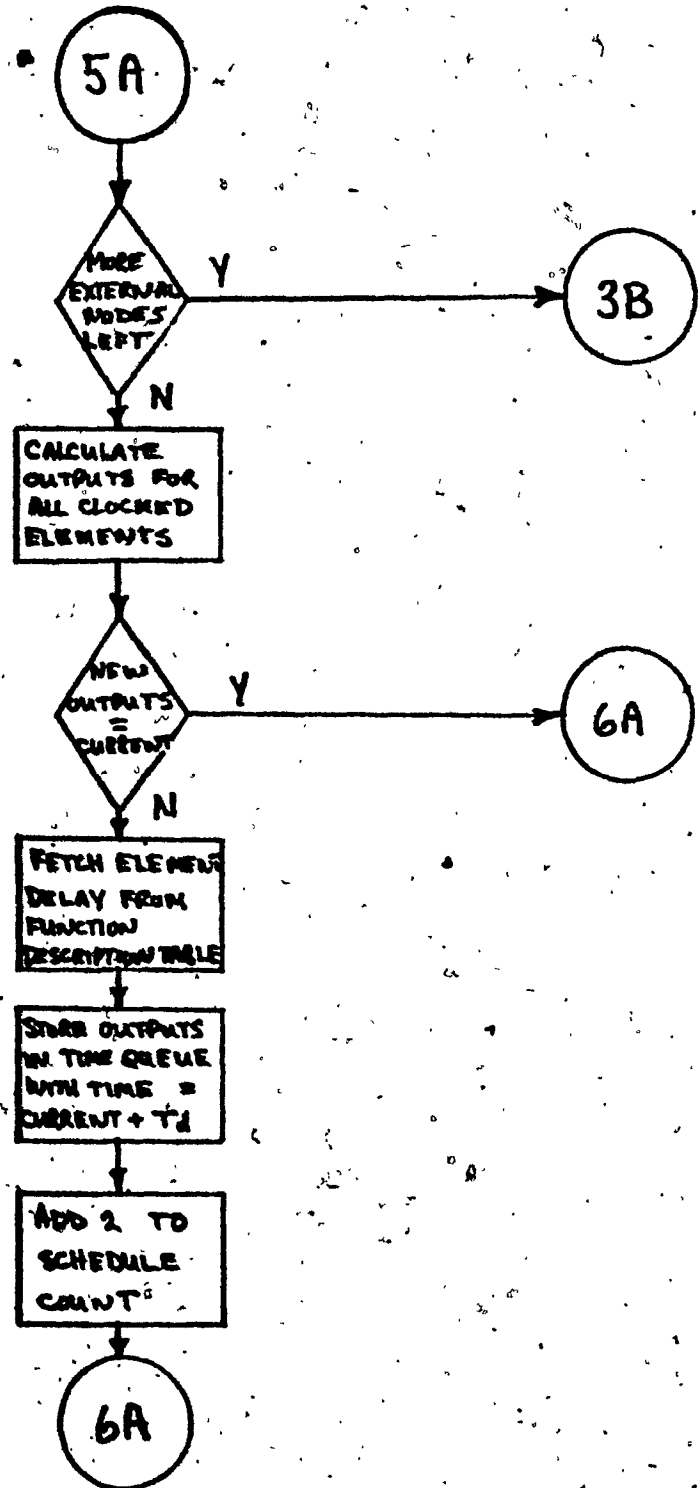 5A
MORE
EXTERNAL
NODES
LEFT
Y
3B
N
CALCULATE
OUTPUTS FOR
ALL CLOCKED
ELEMENTS
NEW
OUTPUTS
=
CURRENT
Y
6A
N
FETCH ELEMENT
DELAY FROM
FUNCTION
DESCRIPTION TABLE
STORE OUTPUTS
IN TIME QUEUE
WITH TIME =
CURRENT + Td
ADD 2 TO
SCHEDULE
COUNT
6A